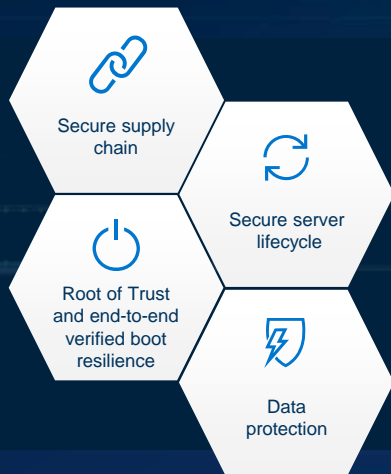 Secure supply
chain
Secure server
lifecycle
Root of Trust
and end-to-end
verified boot
resilience
Data
protection